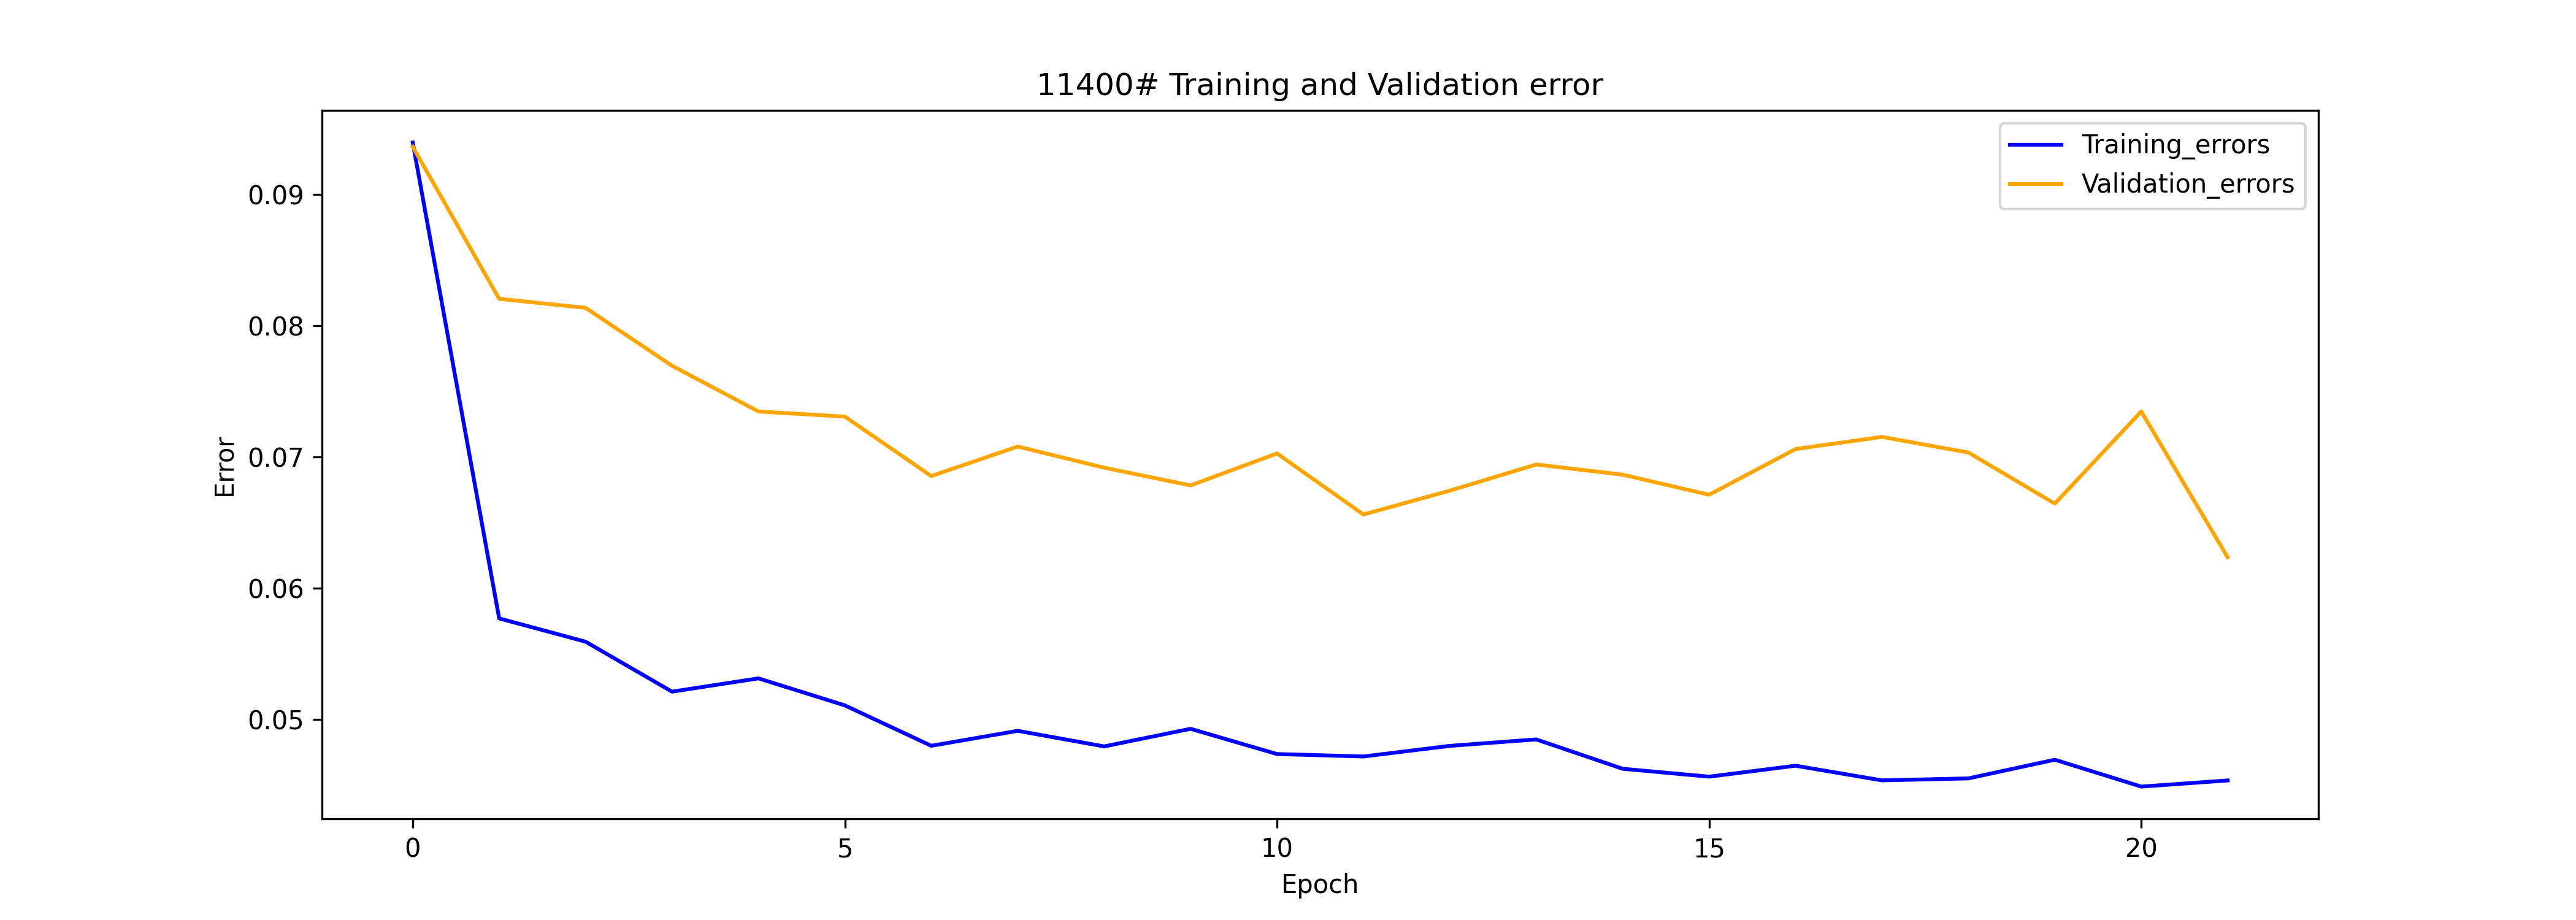 11400# Training and Validation error
Training_errors
Validation_errors
0.09
0.08
0.07
0.06
0.05
Error
0
5
10
15
20
Epoch